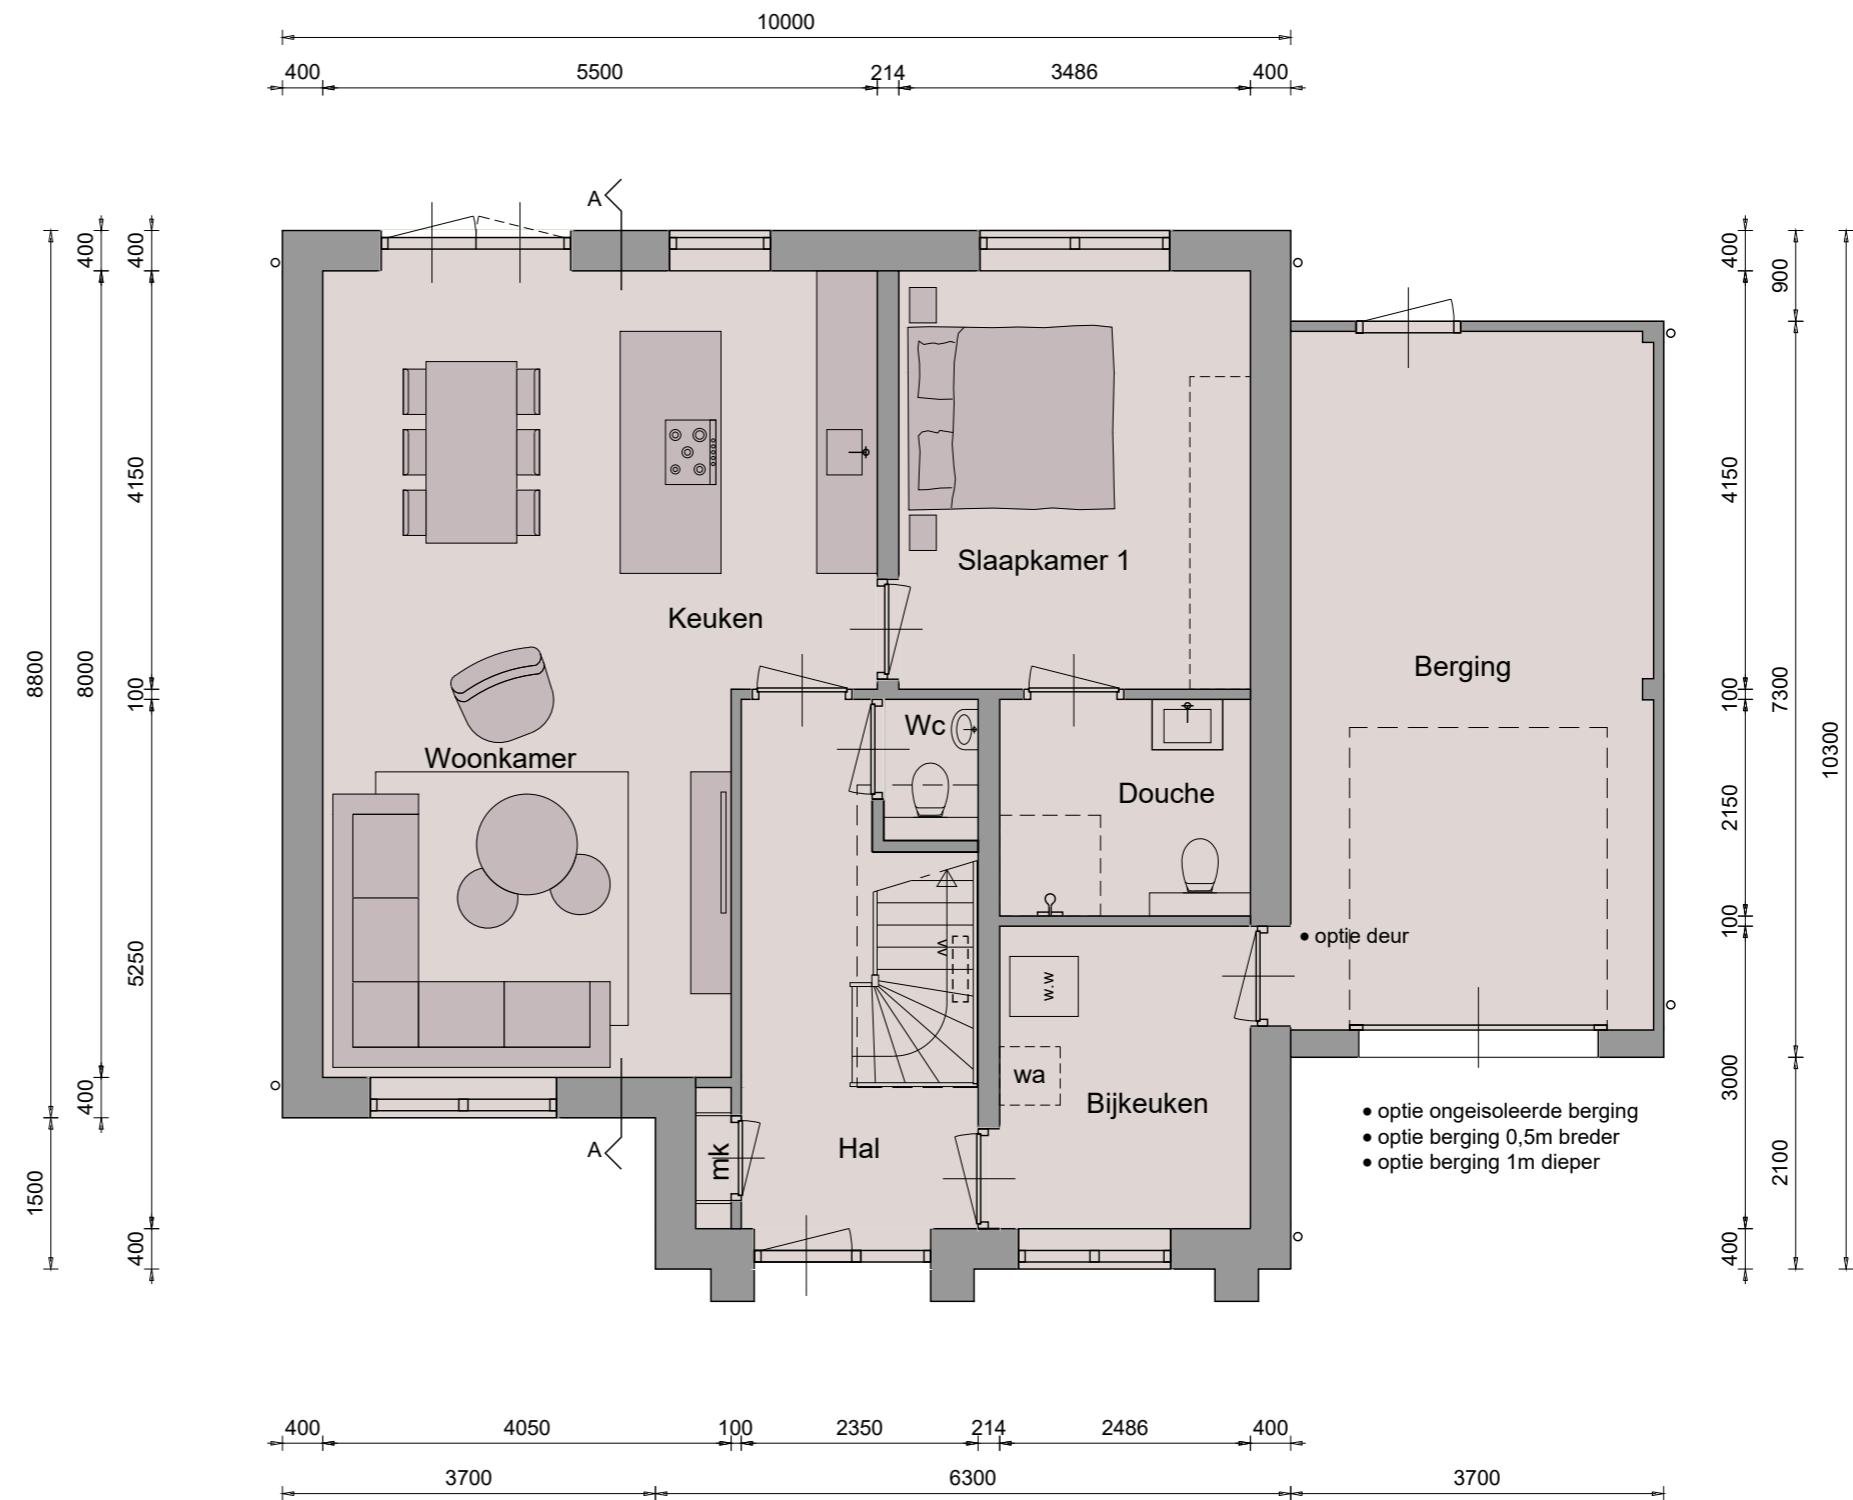 10000
400 5500 214 3486 400
A
400 400 400 900
8800 8000 4150 100 5250 400 1500 400
4150 100 2150 100 3000 400 7300 2100 10300
Slaapkamer 1
Keuken
Berging
Wc
Woonkamer
Douche
• optie deur
w
w.w
wa
Bijkeuken
• optie ongeisoleerde berging
• optie berging 0,5m breder
• optie berging 1m dieper
Hal
mk
A
400 4050 100 2350 214 2486 400
3700 6300 3700